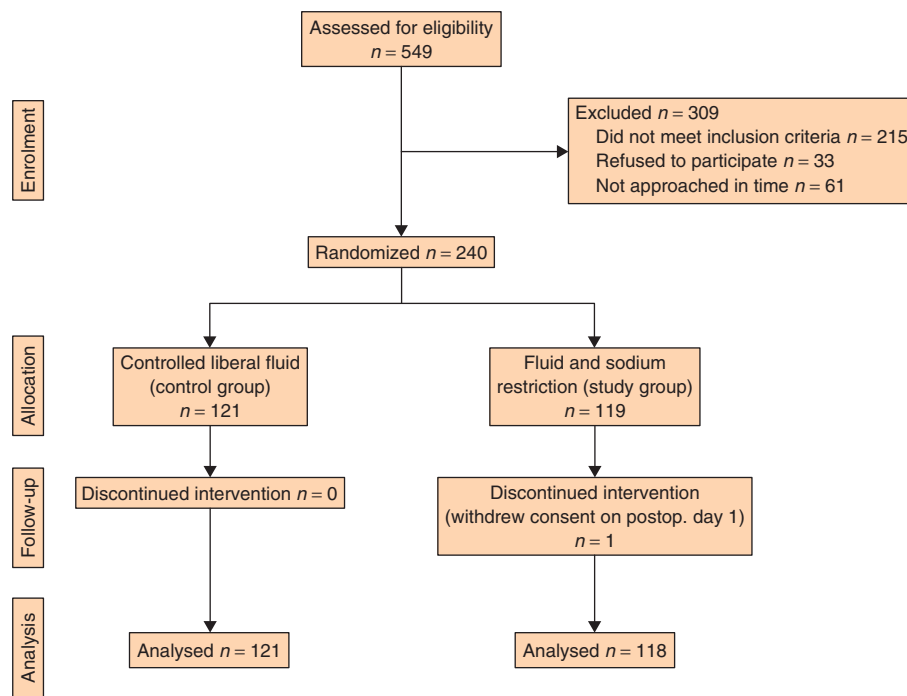 Assessed for eligibility
n = 549
Enrolment
Excluded n = 309
Did not meet inclusion criteria n = 215
Refused to participate n = 33
Not approached in time n = 61
Randomized n = 240
Allocation
Controlled liberal fluid
(control group)
n = 121
Fluid and sodium
restriction (study group)
n = 119
Follow-up
Discontinued intervention n = 0
Discontinued intervention
(withdrew consent on postop. day 1)
n = 1
Analysis
Analysed n = 121
Analysed n = 118